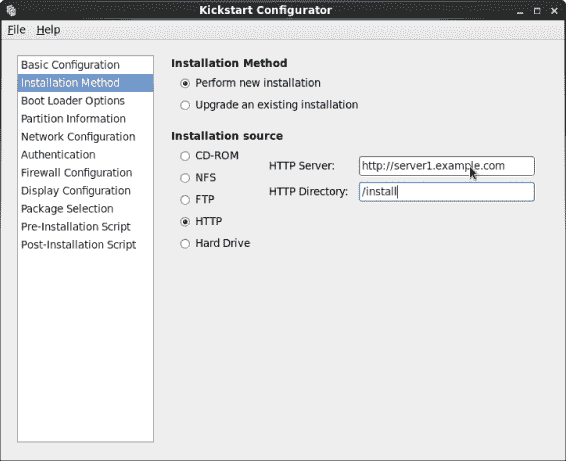 Kickstart Configurator
File Help
Basic Configuration
Installation Method
Boot Loader Options
Partition Information
Network Configuration
Authentication
Firewall Configuration
Display Configuration
Package Selection
Pre-Installation Script
Post-Installation Script
Installation Method
Perform new installation
Upgrade an existing installation
Installation source
CD-ROM
NFS
FTP
HTTP
Hard Drive
HTTP Server: http://server1.example.com
HTTP Directory: /install